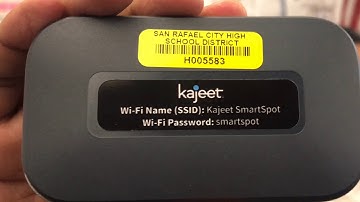 SAN RAFAEL CITY HIGH
SCHOOL DISTRICT
H005583
kajeet
Wi-Fi Name (SSID): Kajeet SmartSpot
Wi-Fi Password: smartspot